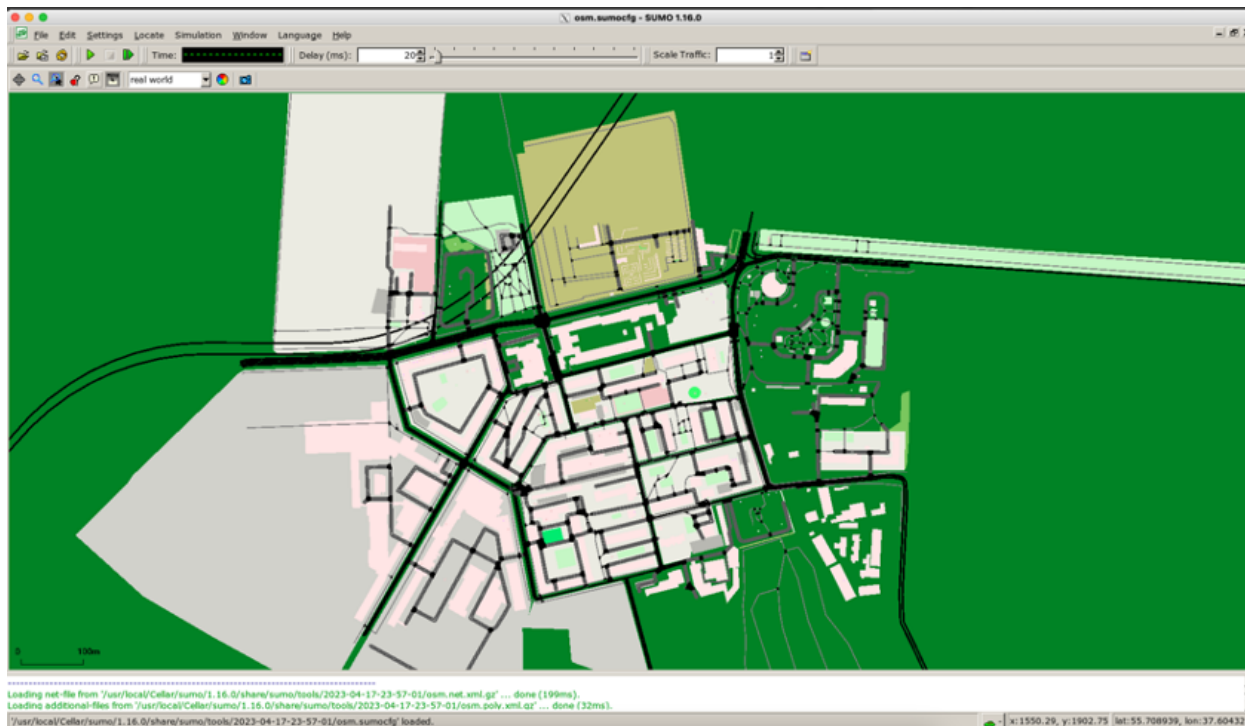 osm.sumocfg - SUMO 1.16.0
File Edit Settings Locate Simulation Window Language Help
Time: Delay (ms): 20 Scale Traffic: 1
real world
0 100m
Loading net-file from '/usr/local/Cellar/sumo/1.16.0/share/sumo/tools/2023-04-17-23-57-01/osm.net.xml.gz' ... done (199ms).
Loading additional-files from '/usr/local/Cellar/sumo/1.16.0/share/sumo/tools/2023-04-17-23-57-01/osm.poly.xml.gz' ... done (32ms).
'/usr/local/Cellar/sumo/1.16.0/share/sumo/tools/2023-04-17-23-57-01/osm.sumocfg' loaded. x:1550.29, y:1902.75 lat:55.708939, lon:37.60431